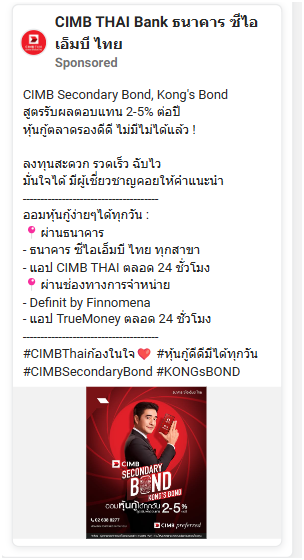 CIMB THAI Bank ธนาคาร ซีไอ
เอ็มบี ไทย
Sponsored
CIMB Secondary Bond, Kong's Bond
สูตรรับผลตอบแทน 2-5% ต่อปี
หุ้นกู้ตลาดรองดีดี ไม่มีไม่ได้แล้ว !
ลงทุนสะดวก รวดเร็ว ฉับไว
มั่นใจได้ มีผู้เชี่ยวชาญคอยให้คำแนะนำ
--------------------------------------
ออมหุ้นกู้ง่ายๆได้ทุกวัน :
📍 ผ่านธนาคาร
- ธนาคาร ซีไอเอ็มบี ไทย ทุกสาขา
- แอป CIMB THAI ตลอด 24 ชั่วโมง
📍 ผ่านช่องทางการจำหน่าย
- Definit by Finnomena
- แอป TrueMoney ตลอด 24 ชั่วโมง
--------------------------------------
#CIMBThaiก้องในใจ❤️ #หุ้นกู้ดีดีมีได้ทุกวัน
#CIMBSecondaryBond #KONGsBOND
CIMB
SECONDARY
BOND
KONG'S BOND
ออมหุ้นกู้ได้ทุกวัน 2-5%
02 638 8277
CIMB preferred